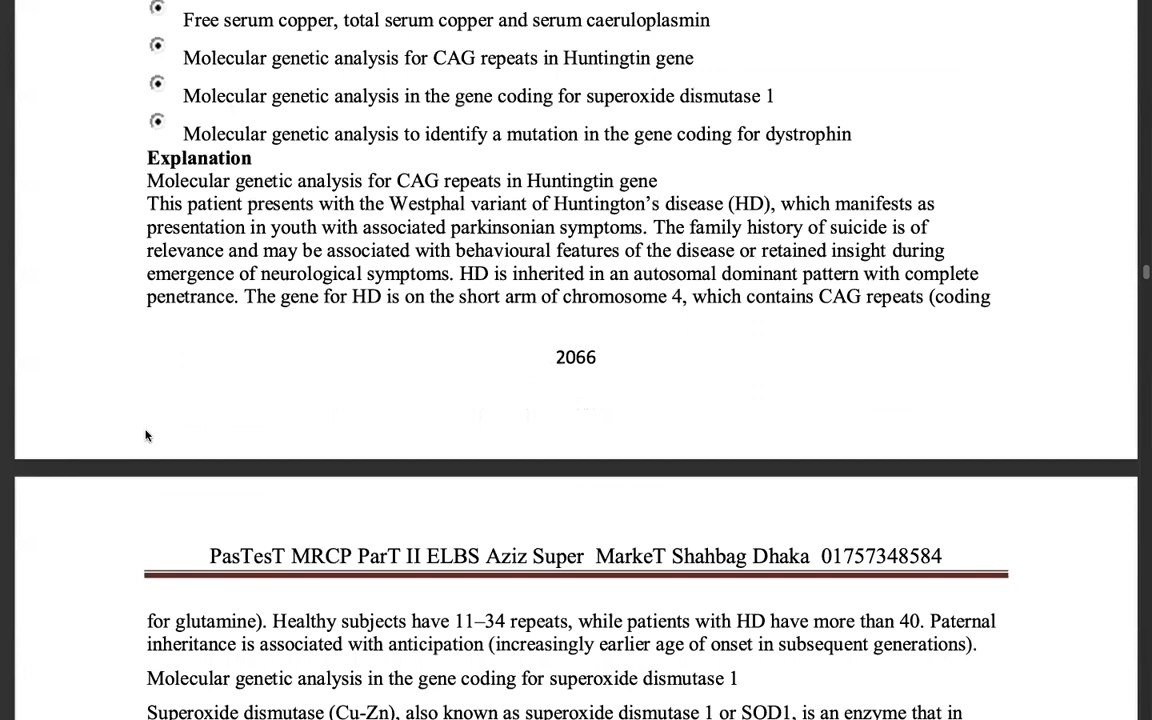 Free serum copper, total serum copper and serum caeruloplasmin
Molecular genetic analysis for CAG repeats in Huntingtin gene
Molecular genetic analysis in the gene coding for superoxide dismutase 1
Molecular genetic analysis to identify a mutation in the gene coding for dystrophin
Explanation
Molecular genetic analysis for CAG repeats in Huntingtin gene
This patient presents with the Westphal variant of Huntington’s disease (HD), which manifests as
presentation in youth with associated parkinsonian symptoms. The family history of suicide is of
relevance and may be associated with behavioural features of the disease or retained insight during
emergence of neurological symptoms. HD is inherited in an autosomal dominant pattern with complete
penetrance. The gene for HD is on the short arm of chromosome 4, which contains CAG repeats (coding
2066
PasTesT MRCP ParT II ELBS Aziz Super MarkeT Shahbag Dhaka 01757348584
for glutamine). Healthy subjects have 11–34 repeats, while patients with HD have more than 40. Paternal
inheritance is associated with anticipation (increasingly earlier age of onset in subsequent generations).
Molecular genetic analysis in the gene coding for superoxide dismutase 1
Superoxide dismutase (Cu-Zn), also known as superoxide dismutase 1 or SOD1, is an enzyme that in